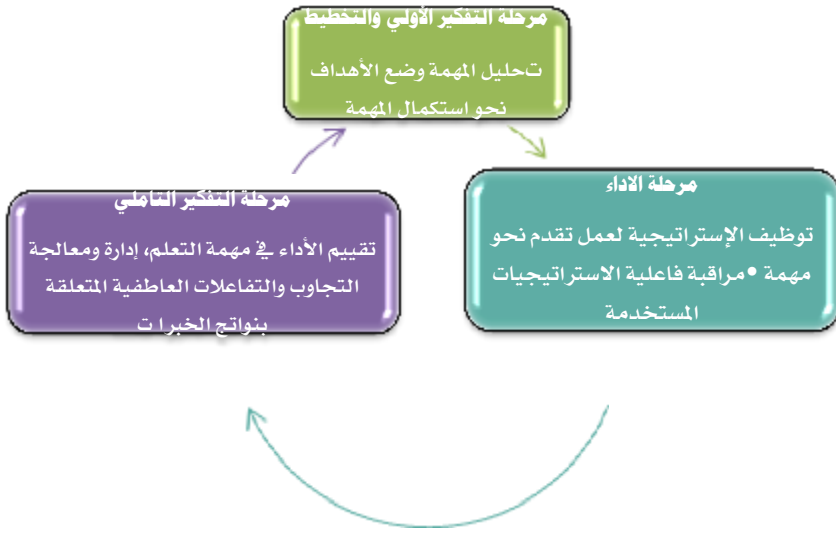 مرحلة التفكير الأولي والتخطيط
تحليل المهمة وضع الأهداف
نحو استكمال المهمة
مرحلة الاداء
توظيف الإستراتيجية لعمل تقدم نحو
مهمة •مراقبة فاعلية الاستراتيجيات
المستخدمة
مرحلة التفكير التاملي
تقييم الأداء في مهمة التعلم، إدارة ومعالجة
التجاوب والتفاعلات العاطفية المتعلقة
بنواتج الخبرا ت